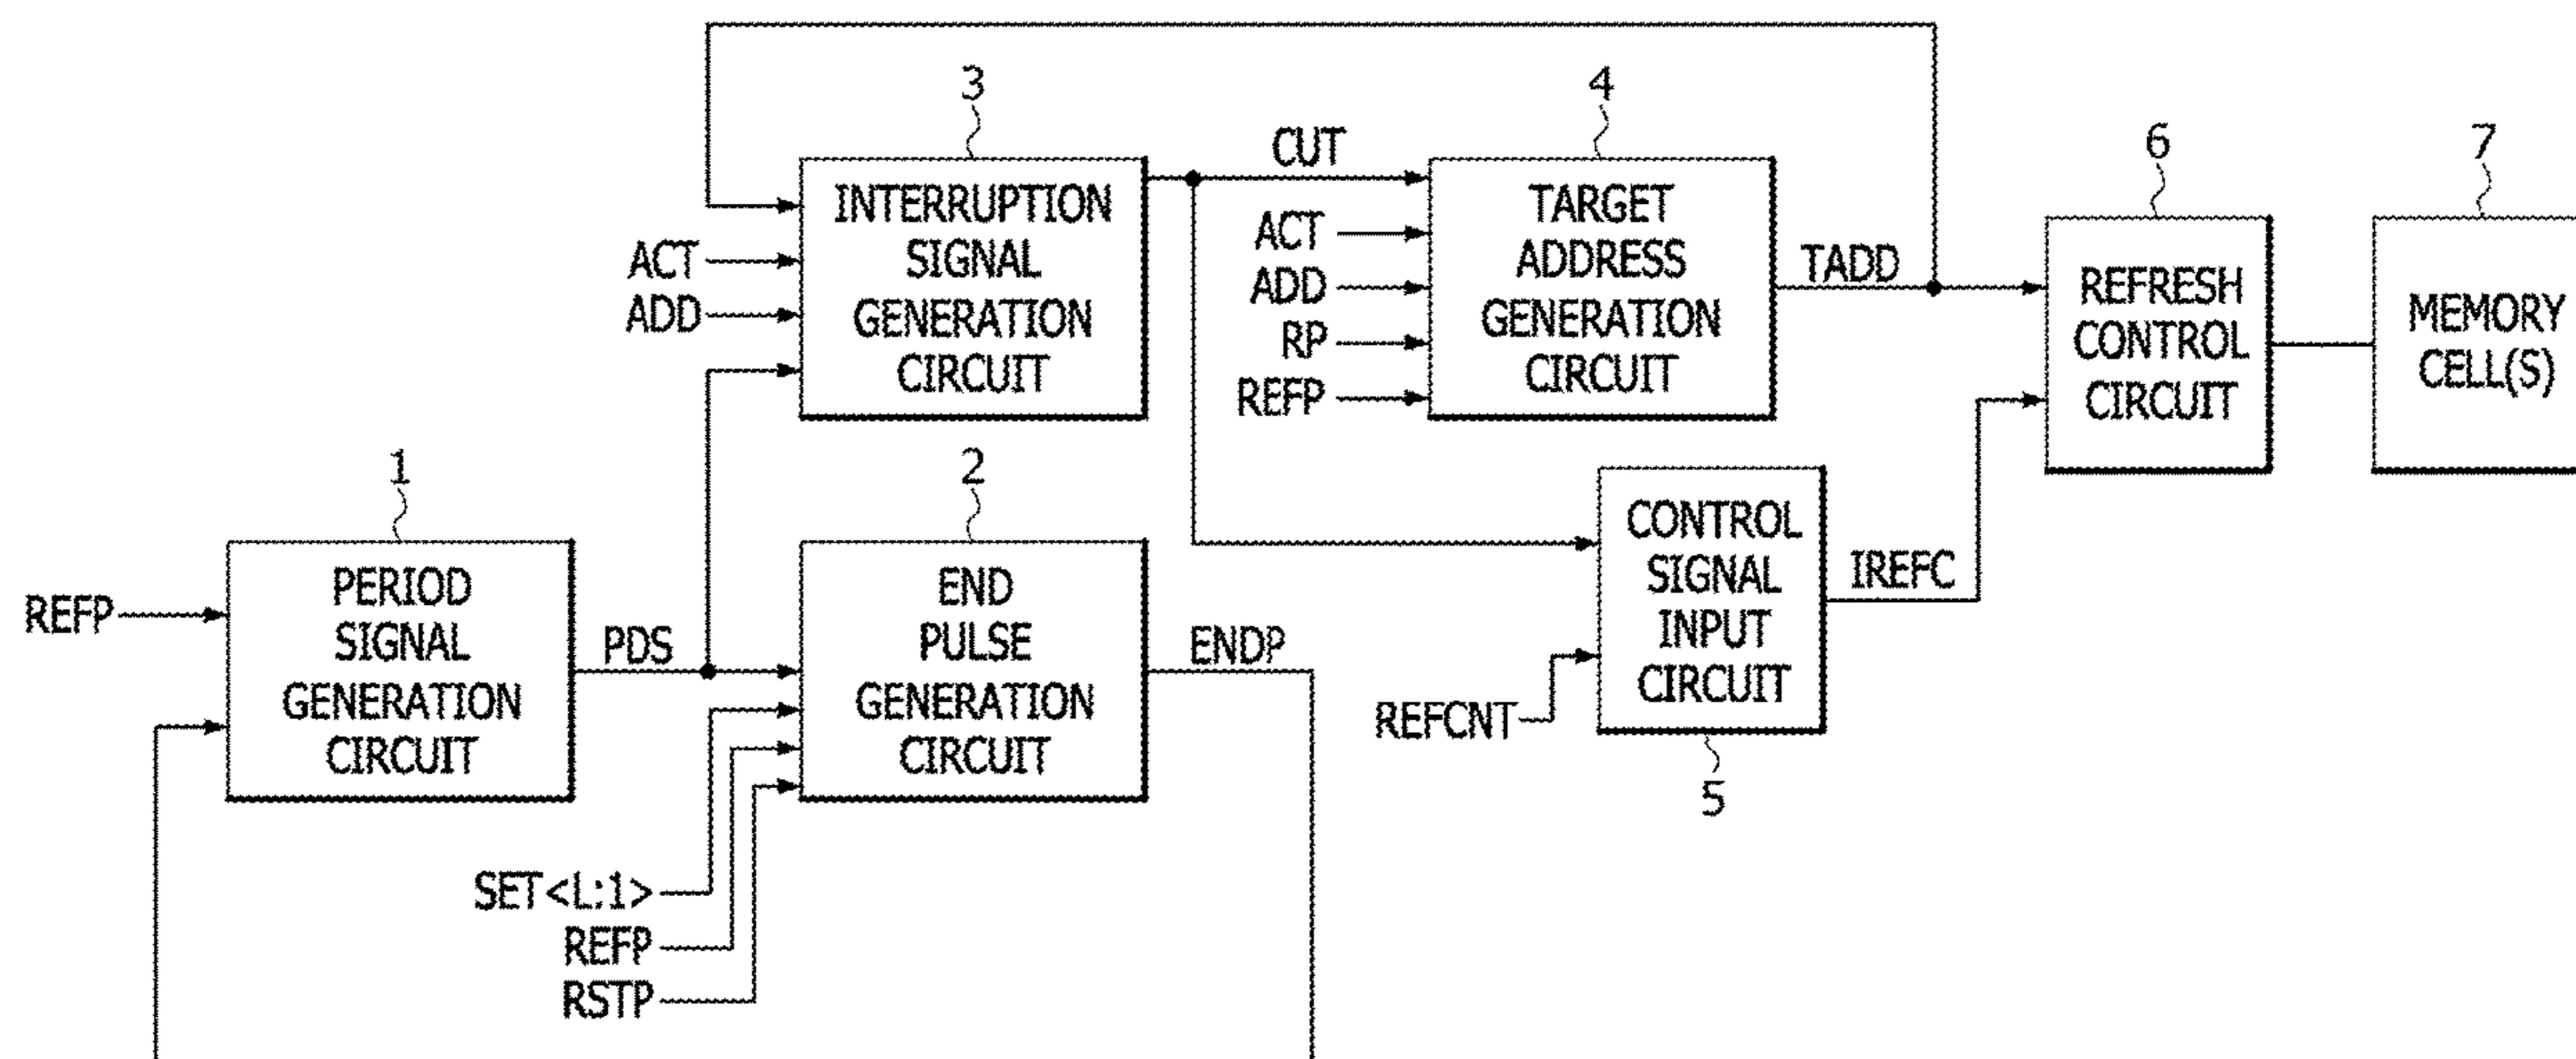 3
INTERRUPTION
SIGNAL
GENERATION
CIRCUIT
ACT
ADD
CUT
4
TARGET
ADDRESS
GENERATION
CIRCUIT
ACT
ADD
RP
REFP
TADD
6
REFRESH
CONTROL
CIRCUIT
7
MEMORY
CELL(S)
1
PERIOD
SIGNAL
GENERATION
CIRCUIT
REFP
PDS
2
END
PULSE
GENERATION
CIRCUIT
ENDP
SET<L:1>
REFP
RSTP
CONTROL
SIGNAL
INPUT
CIRCUIT
5
IREFC
REFCNT